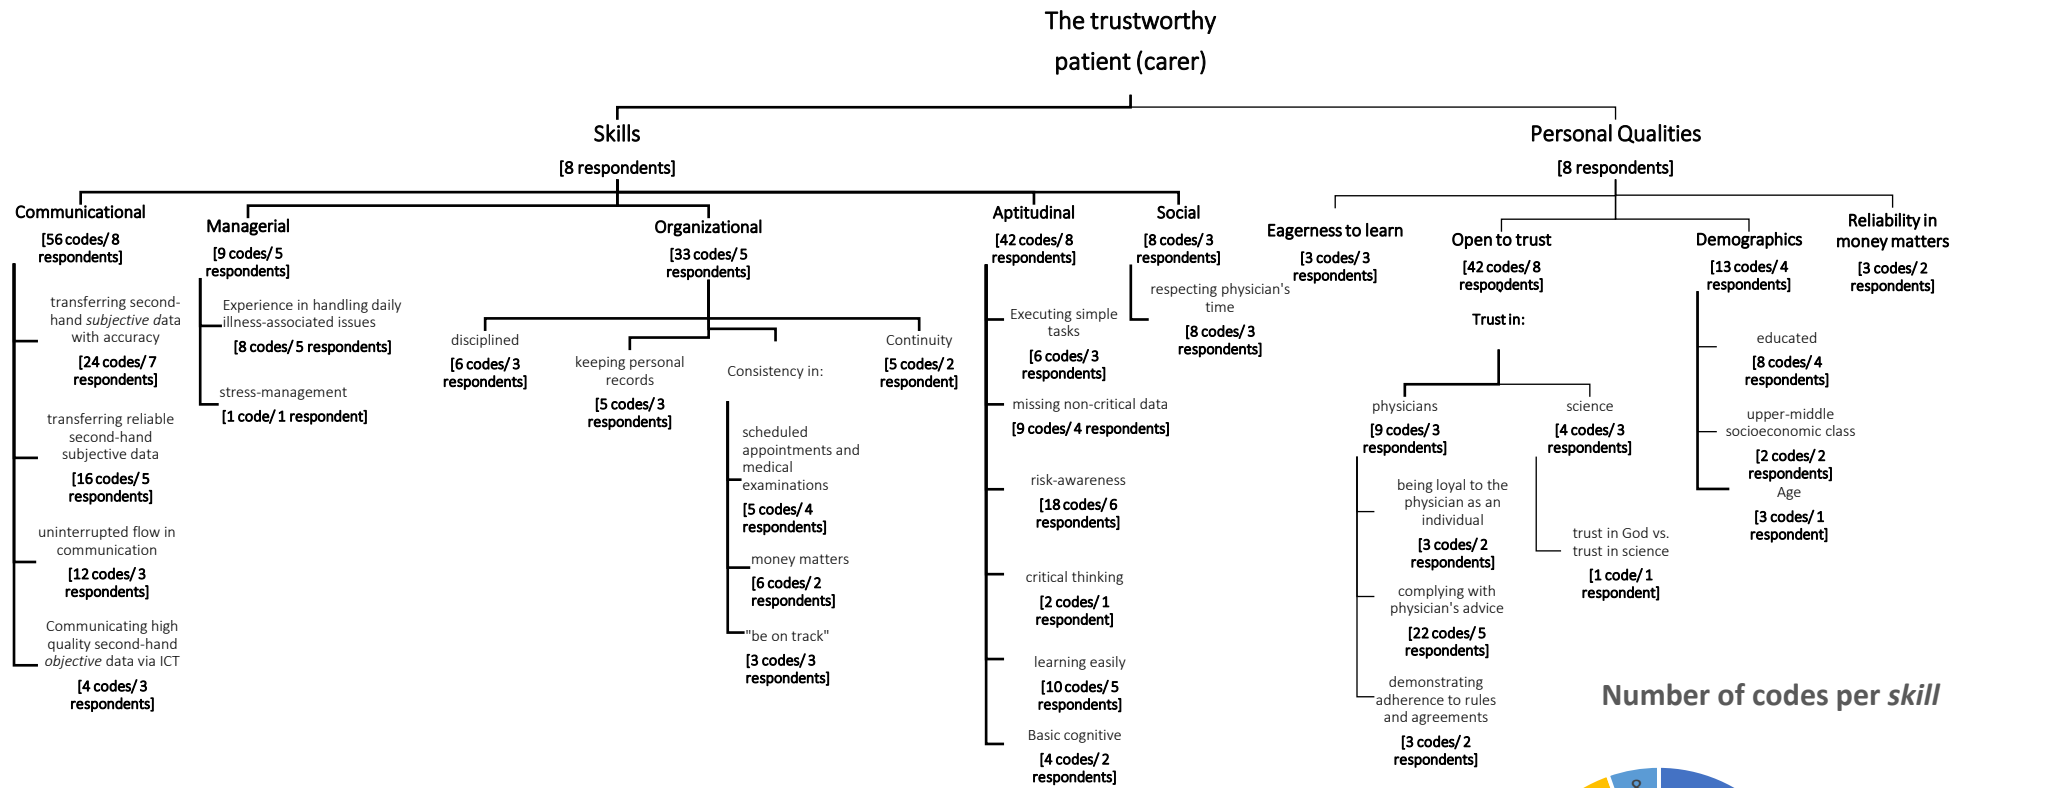 The trustworthy
patient (carer)
Skills
[8 respondents]
Personal Qualities
[8 respondents]
Communicational
[56 codes/ 8
respondents]
transferring second-
hand subjective data
with accuracy
[24 codes/ 7
respondents]
transferring reliable
second-hand
subjective data
[16 codes/ 5
respondents]
uninterrupted flow in
communication
[12 codes/ 3
respondents]
Communicating high
quality second-hand
objective data via ICT
[4 codes/ 3
respondents]
Managerial
[9 codes/ 5
respondents]
Experience in handling daily
illness-associated issues
[8 codes/ 5 respondents]
stress-management
[1 code/ 1 respondent]
Organizational
[33 codes/ 5
respondents]
disciplined
[6 codes/ 3
respondents]
keeping personal
records
[5 codes/ 3
respondents]
Consistency in:
scheduled
appointments and
medical
examinations
[5 codes/ 4
respondents]
money matters
[6 codes/ 2
respondents]
"be on track"
[3 codes/ 3
respondents]
Continuity
[5 codes/ 2
respondent]
Aptitudinal
[42 codes/ 8
respondents]
Executing simple
tasks
[6 codes/ 3
respondents]
missing non-critical data
[9 codes/ 4 respondents]
risk-awareness
[18 codes/ 6
respondents]
critical thinking
[2 codes/ 1
respondent]
learning easily
[10 codes/ 5
respondents]
Basic cognitive
[4 codes/ 2
respondents]
Social
[8 codes/ 3
respondents]
respecting physician's
time
[8 codes/ 3
respondents]
Eagerness to learn
[3 codes/ 3
respondents]
Open to trust
[42 codes/ 8
respondents]
Trust in:
physicians
[9 codes/ 3
respondents]
being loyal to the
physician as an
individual
[3 codes/ 2
respondents]
complying with
physician's advice
[22 codes/ 5
respondents]
demonstrating
adherence to rules
and agreements
[3 codes/ 2
respondents]
science
[4 codes/ 3
respondents]
trust in God vs.
trust in science
[1 code/ 1
respondent]
Demographics
[13 codes/ 4
respondents]
educated
[8 codes/ 4
respondents]
upper-middle
socioeconomic class
[2 codes/ 2
respondents]
Age
[3 codes/ 1
respondent]
Reliability in
money matters
[3 codes/ 2
respondents]
Number of codes per skill
8